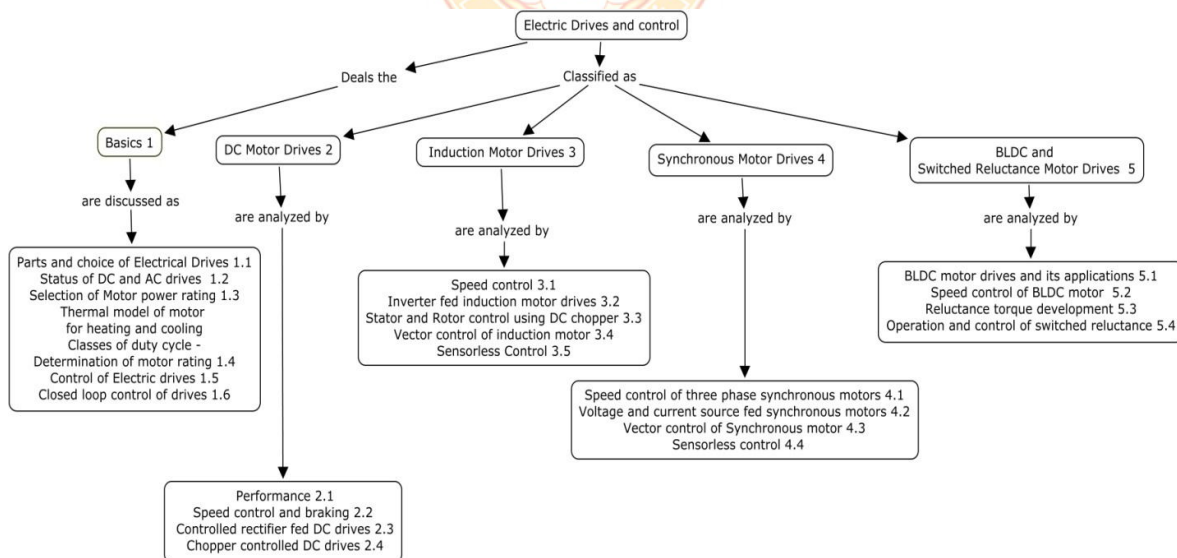 Electric Drives and control
Deals the
Classified as
Basics 1
DC Motor Drives 2
Induction Motor Drives 3
Synchronous Motor Drives 4
BLDC and
Switched Reluctance Motor Drives 5
are discussed as
are analyzed by
are analyzed by
are analyzed by
are analyzed by
Parts and choice of Electrical Drives 1.1
Status of DC and AC drives 1.2
Selection of Motor power rating 1.3
Thermal model of motor
for heating and cooling
Classes of duty cycle -
Determination of motor rating 1.4
Control of Electric drives 1.5
Closed loop control of drives 1.6
Performance 2.1
Speed control and braking 2.2
Controlled rectifier fed DC drives 2.3
Chopper controlled DC drives 2.4
Speed control 3.1
Inverter fed induction motor drives 3.2
Stator and Rotor control using DC chopper 3.3
Vector control of induction motor 3.4
Sensorless Control 3.5
Speed control of three phase synchronous motors 4.1
Voltage and current source fed synchronous motors 4.2
Vector control of Synchronous motor 4.3
Sensorless control 4.4
BLDC motor drives and its applications 5.1
Speed control of BLDC motor 5.2
Reluctance torque development 5.3
Operation and control of switched reluctance 5.4